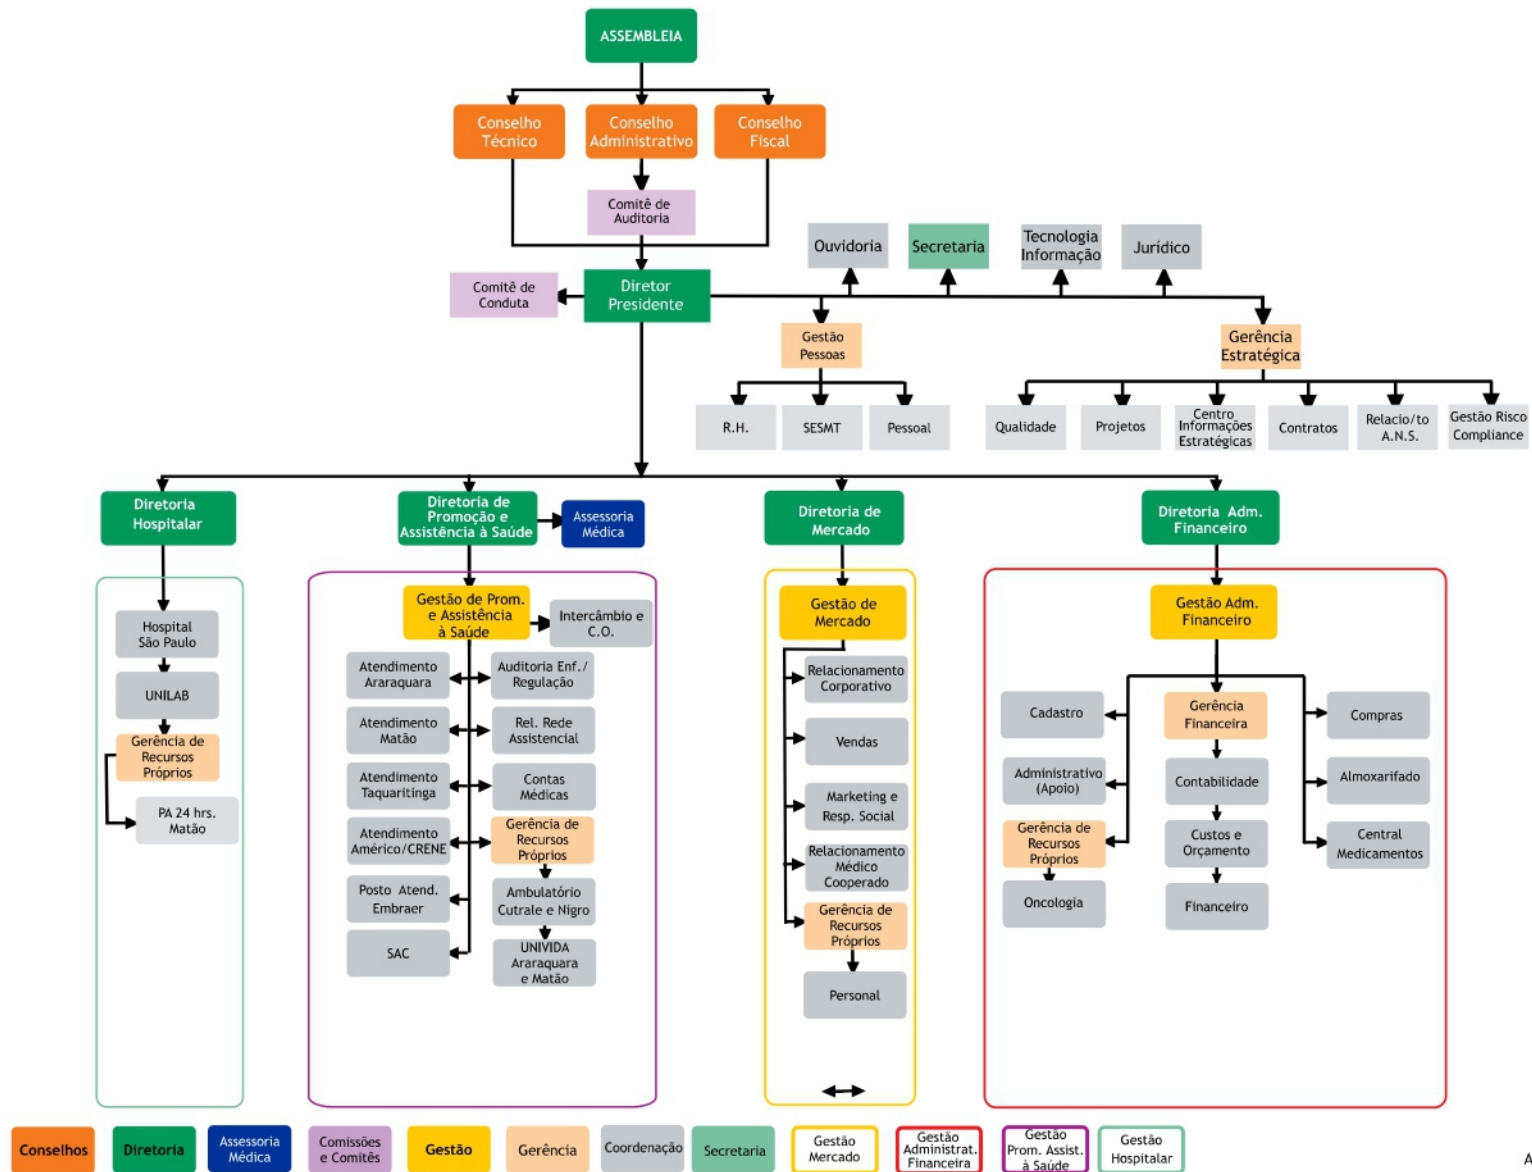 ASSEMBLEIA
Conselho
Técnico
Conselho
Administrativo
Conselho
Fiscal
Comitê de
Auditoria
Ouvidoria
Secretaria
Tecnologia
Informação
Jurídico
Comitê de
Conduta
Diretor
Presidente
Gestão
Pessoas
Gerência
Estratégica
R.H.
SESMT
Pessoal
Qualidade
Projetos
Centro
Informações
Estratégicas
Contratos
Relacio/to
A.N.S.
Gestão Risco
Compliance
Diretoria
Hospitalar
Diretoria de
Promoção e
Assistência à Saúde
Assessoria
Médica
Diretoria de
Mercado
Diretoria Adm.
Financeiro
Hospital
São Paulo
UNILAB
Gerência de
Recursos
Próprios
PA 24 hrs.
Matão
Gestão de Prom.
e Assistência
à Saúde
Intercâmbio e
C.O.
Atendimento
Araraquara
Auditoria Enf./
Regulação
Atendimento
Matão
Rel. Rede
Assistencial
Atendimento
Taquaritinga
Contas
Médicas
Atendimento
Américo/CRENE
Gerência de
Recursos
Próprios
Posto Atend.
Embraer
Ambulatório
Cutrale e Nigro
SAC
UNIVIDA
Araraquara
e Matão
Gestão de
Mercado
Relacionamento
Corporativo
Vendas
Marketing e
Resp. Social
Relacionamento
Médico
Cooperado
Gerência de
Recursos
Próprios
Personal
Gestão Adm.
Financeiro
Cadastro
Gerência
Financeira
Compras
Administrativo
(Apoio)
Contabilidade
Almoxarifado
Gerência de
Recursos
Próprios
Custos e
Orçamento
Central
Medicamentos
Oncologia
Financeiro
Conselhos
Diretoria
Assessoria
Médica
Comissões
e Comitês
Gestão
Gerência
Coordenação
Secretaria
Gestão
Mercado
Gestão
Administrat.
Financeira
Gestão
Prom. Assist.
à Saúde
Gestão
Hospitalar
A